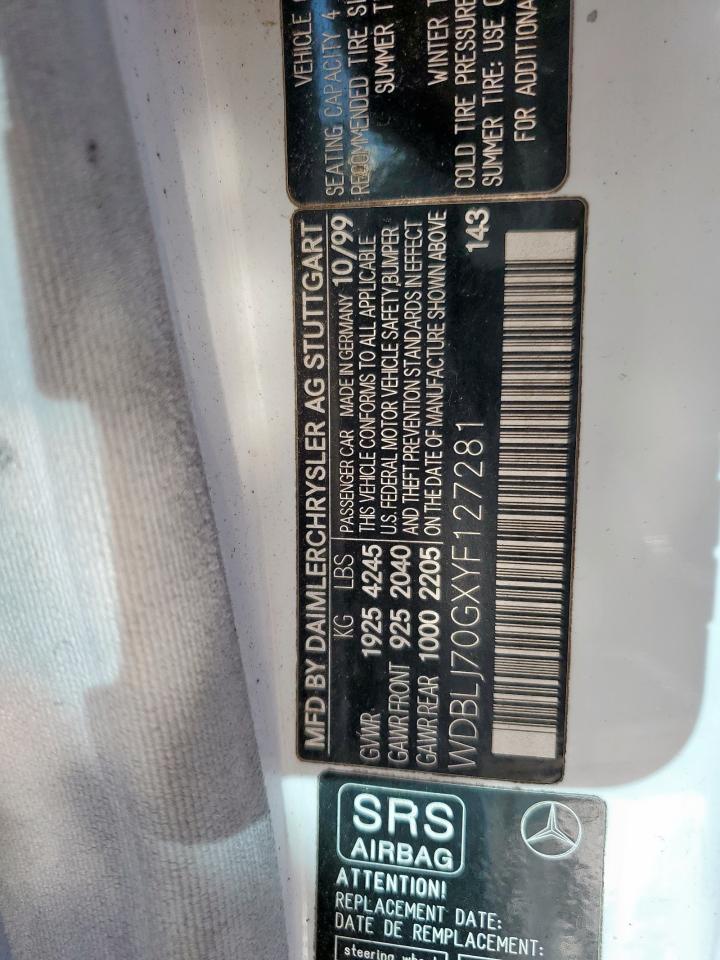 VEHICLE
SEATING CAPACITY 4
RECOMMENDED TIRE
SUMMER
WINTER
COLD TIRE PRESSURE
SUMMER TIRE: USE
FOR ADDITIONA
MFD BY DAIMLERCHRYSLER AG STUTTGART
KG LBS PASSENGER CAR MADE IN GERMANY 10/99
GVWR 1925 4245 THIS VEHICLE CONFORMS TO ALL APPLICABLE
GAWR FRONT 925 2040 U.S. FEDERAL MOTOR VEHICLE SAFETY,BUMPER
GAWR REAR 1000 2205 AND THEFT PREVENTION STANDARDS IN EFFECT
ON THE DATE OF MANUFACTURE SHOWN ABOVE
WDBLJ70GXYF127281 143
SRS
AIRBAG
ATTENTION!
REPLACEMENT DATE:
DATE DE REMPLACEMENT:
steering